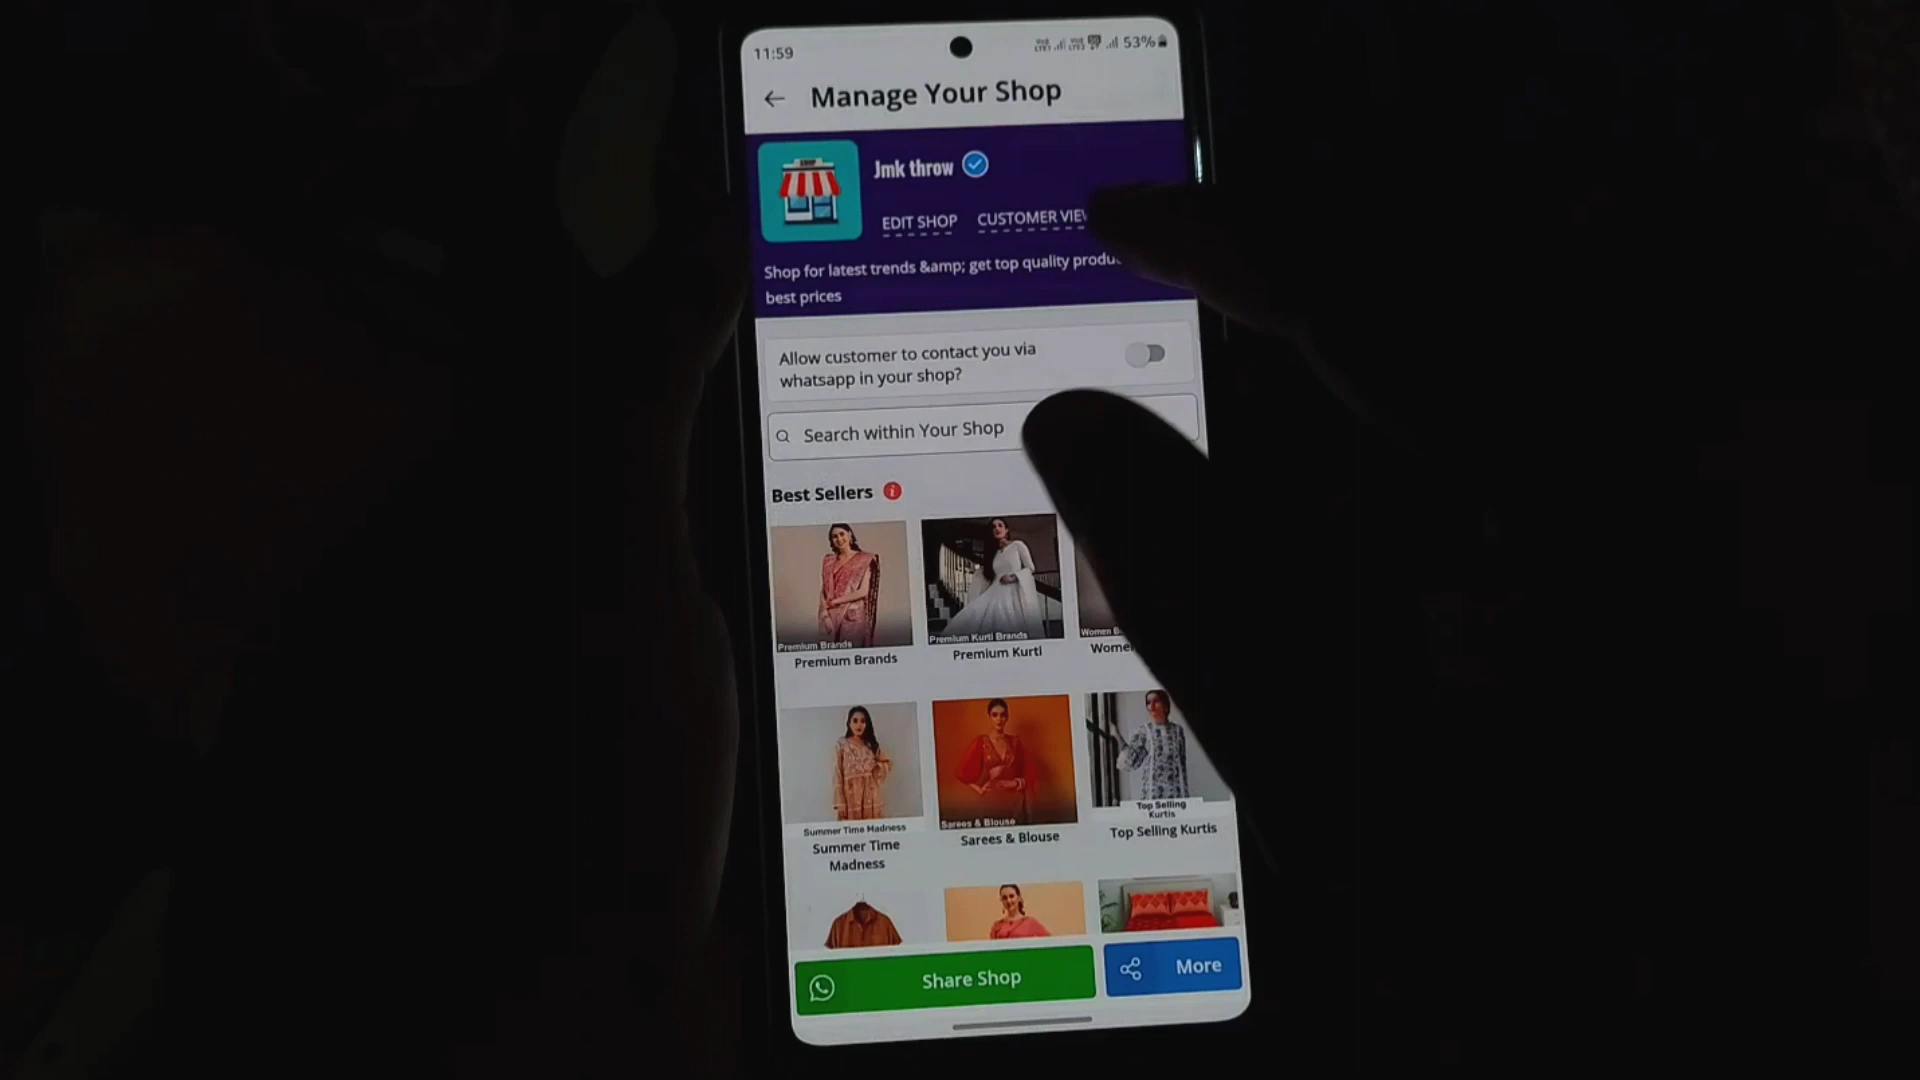 11:59
53%
Manage Your Shop
SHOP
Jmk throw
EDIT SHOP CUSTOMER VIEW
Shop for latest trends &amp; get top quality
best prices
Allow customer to contact you via
whatsapp in your shop?
Search within Your Shop
Best Sellers
Premium Brands
Premium Kurti Brands
Women
Premium Brands
Premium Kurti
Summer Time Madness
Sarees & Blouse
Top Selling
Kurtis
Summer Time
Madness
Sarees & Blouse
Top Selling Kurtis
Share Shop
More